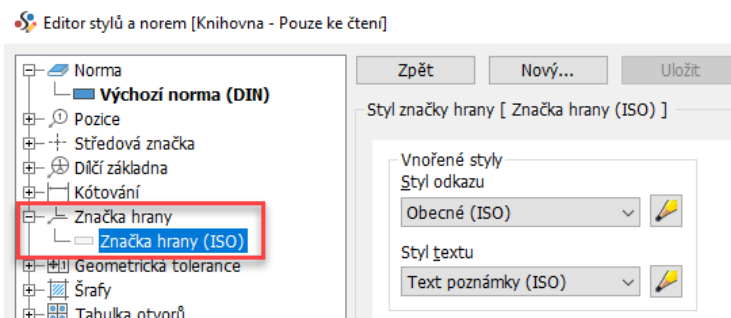 Editor stylů a norem [Knihovna - Pouze ke čtení]
Norma
Výchozí norma (DIN)
Pozice
Středová značka
Dílčí základna
Kótování
Značka hrany
Značka hrany (ISO)
Geometrická tolerance
Šrafy
Tabulka otvorů
Zpět
Nový...
Uložit
Styl značky hrany [ Značka hrany (ISO) ]
Vnořené styly
Styl odkazu
Obecné (ISO)
Styl textu
Text poznámky (ISO)